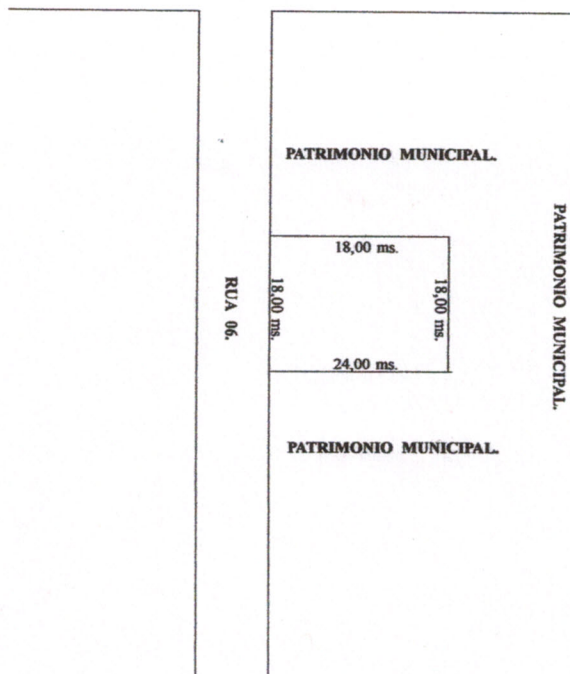 PATRIMONIO MUNICIPAL.
18,00 ms.
RUA 06.
18,00 ms.
18,00 ms.
PATRIMONIO MUNICIPAL.
24,00 ms.
PATRIMONIO MUNICIPAL.